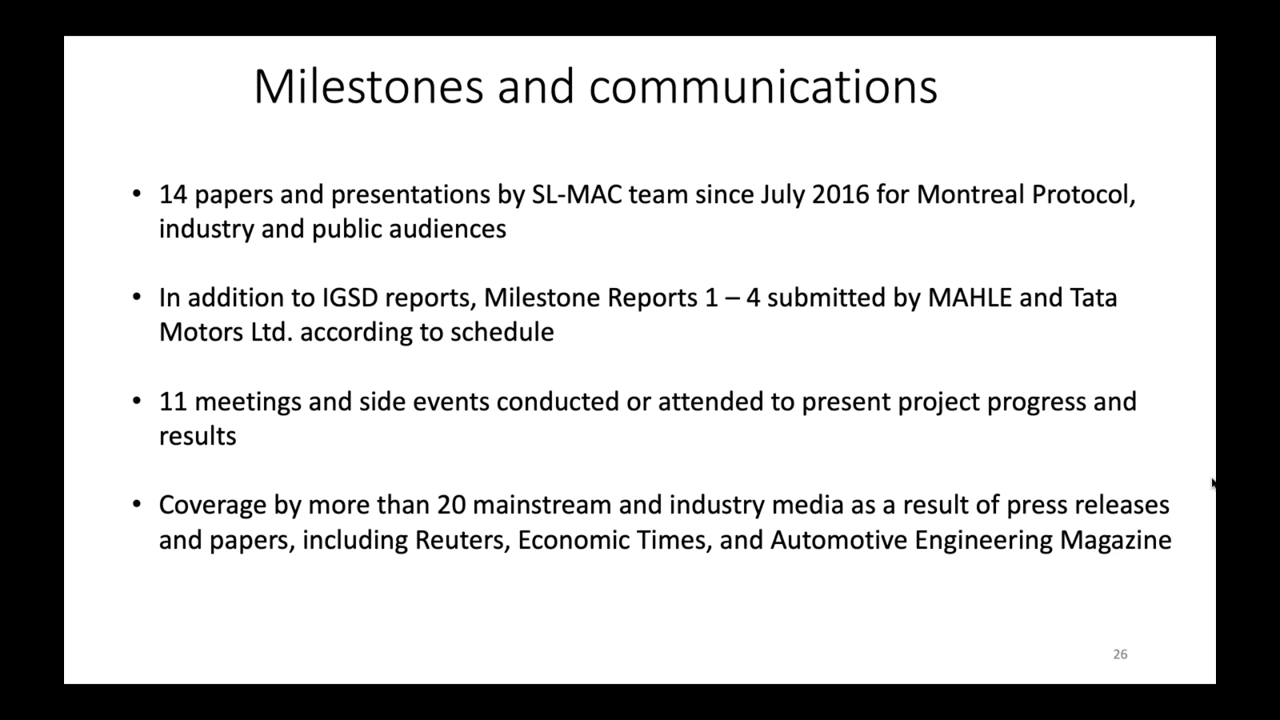 Milestones and communications
• 14 papers and presentations by SL-MAC team since July 2016 for Montreal Protocol,
industry and public audiences
• In addition to IGSD reports, Milestone Reports 1 – 4 submitted by MAHLE and Tata
Motors Ltd. according to schedule
• 11 meetings and side events conducted or attended to present project progress and
results
• Coverage by more than 20 mainstream and industry media as a result of press releases
and papers, including Reuters, Economic Times, and Automotive Engineering Magazine
26